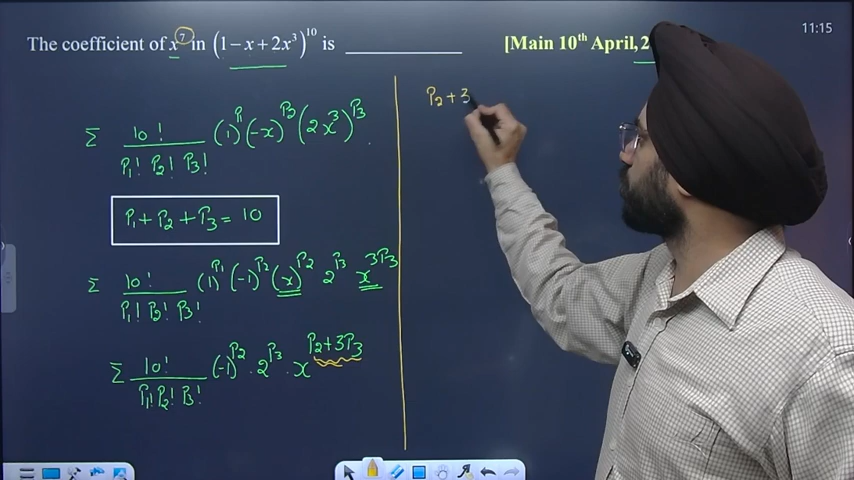 The coefficient of x^7 in (1 – x + 2x^3)^10 is ____________ [Main 10th April, 2
11:15
Σ 10! / P₁! P₂! P₃! (1)^P₁ (-x)^P₂ (2x^3)^P₃ .
P₁ + P₂ + P₃ = 10
Σ 10! / P₁! P₂! P₃! (1)^P₁ (-1)^P₂ (x)^P₂ 2^P₃ x^3P₃
Σ 10! / P₁! P₂! P₃! (-1)^P₂ . 2^P₃ . x^P₂+3P₃
P₂ + 3